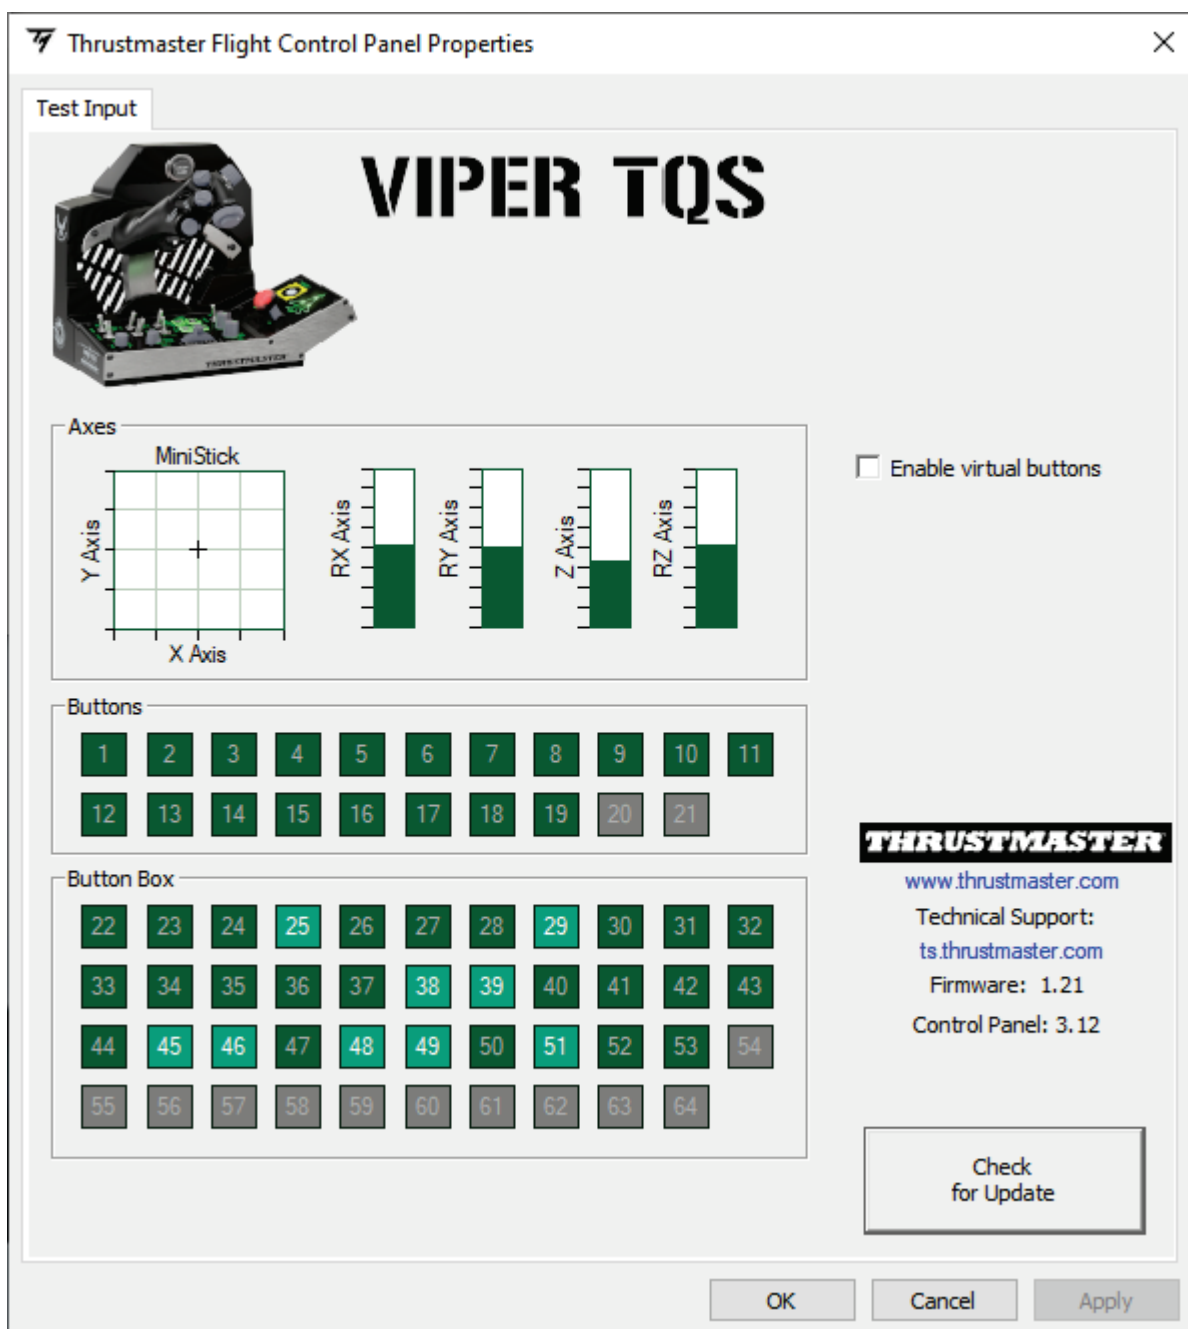 Thrustmaster Flight Control Panel Properties
Test Input
VIPER TQS
THRUSTMASTER
Axes
MiniStick
Y Axis
X Axis
RX Axis
RY Axis
Z Axis
RZ Axis
Enable virtual buttons
Buttons
1 2 3 4 5 6 7 8 9 10 11
12 13 14 15 16 17 18 19 20 21
Button Box
22 23 24 25 26 27 28 29 30 31 32
33 34 35 36 37 38 39 40 41 42 43
44 45 46 47 48 49 50 51 52 53 54
55 56 57 58 59 60 61 62 63 64
THRUSTMASTER
www.thrustmaster.com
Technical Support:
ts.thrustmaster.com
Firmware: 1.21
Control Panel: 3.12
Check
for Update
OK Cancel Apply